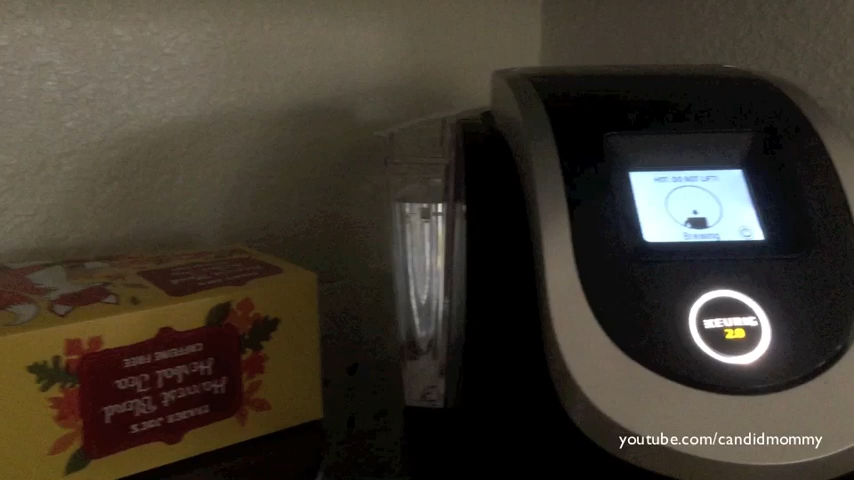 HOT, DO NOT LIFT!
Brewing
KEURIG
2.0
TRADER JOE'S
Harvest Blend
Herbal Tea
CAFFEINE FREE
youtube.com/candidmommy